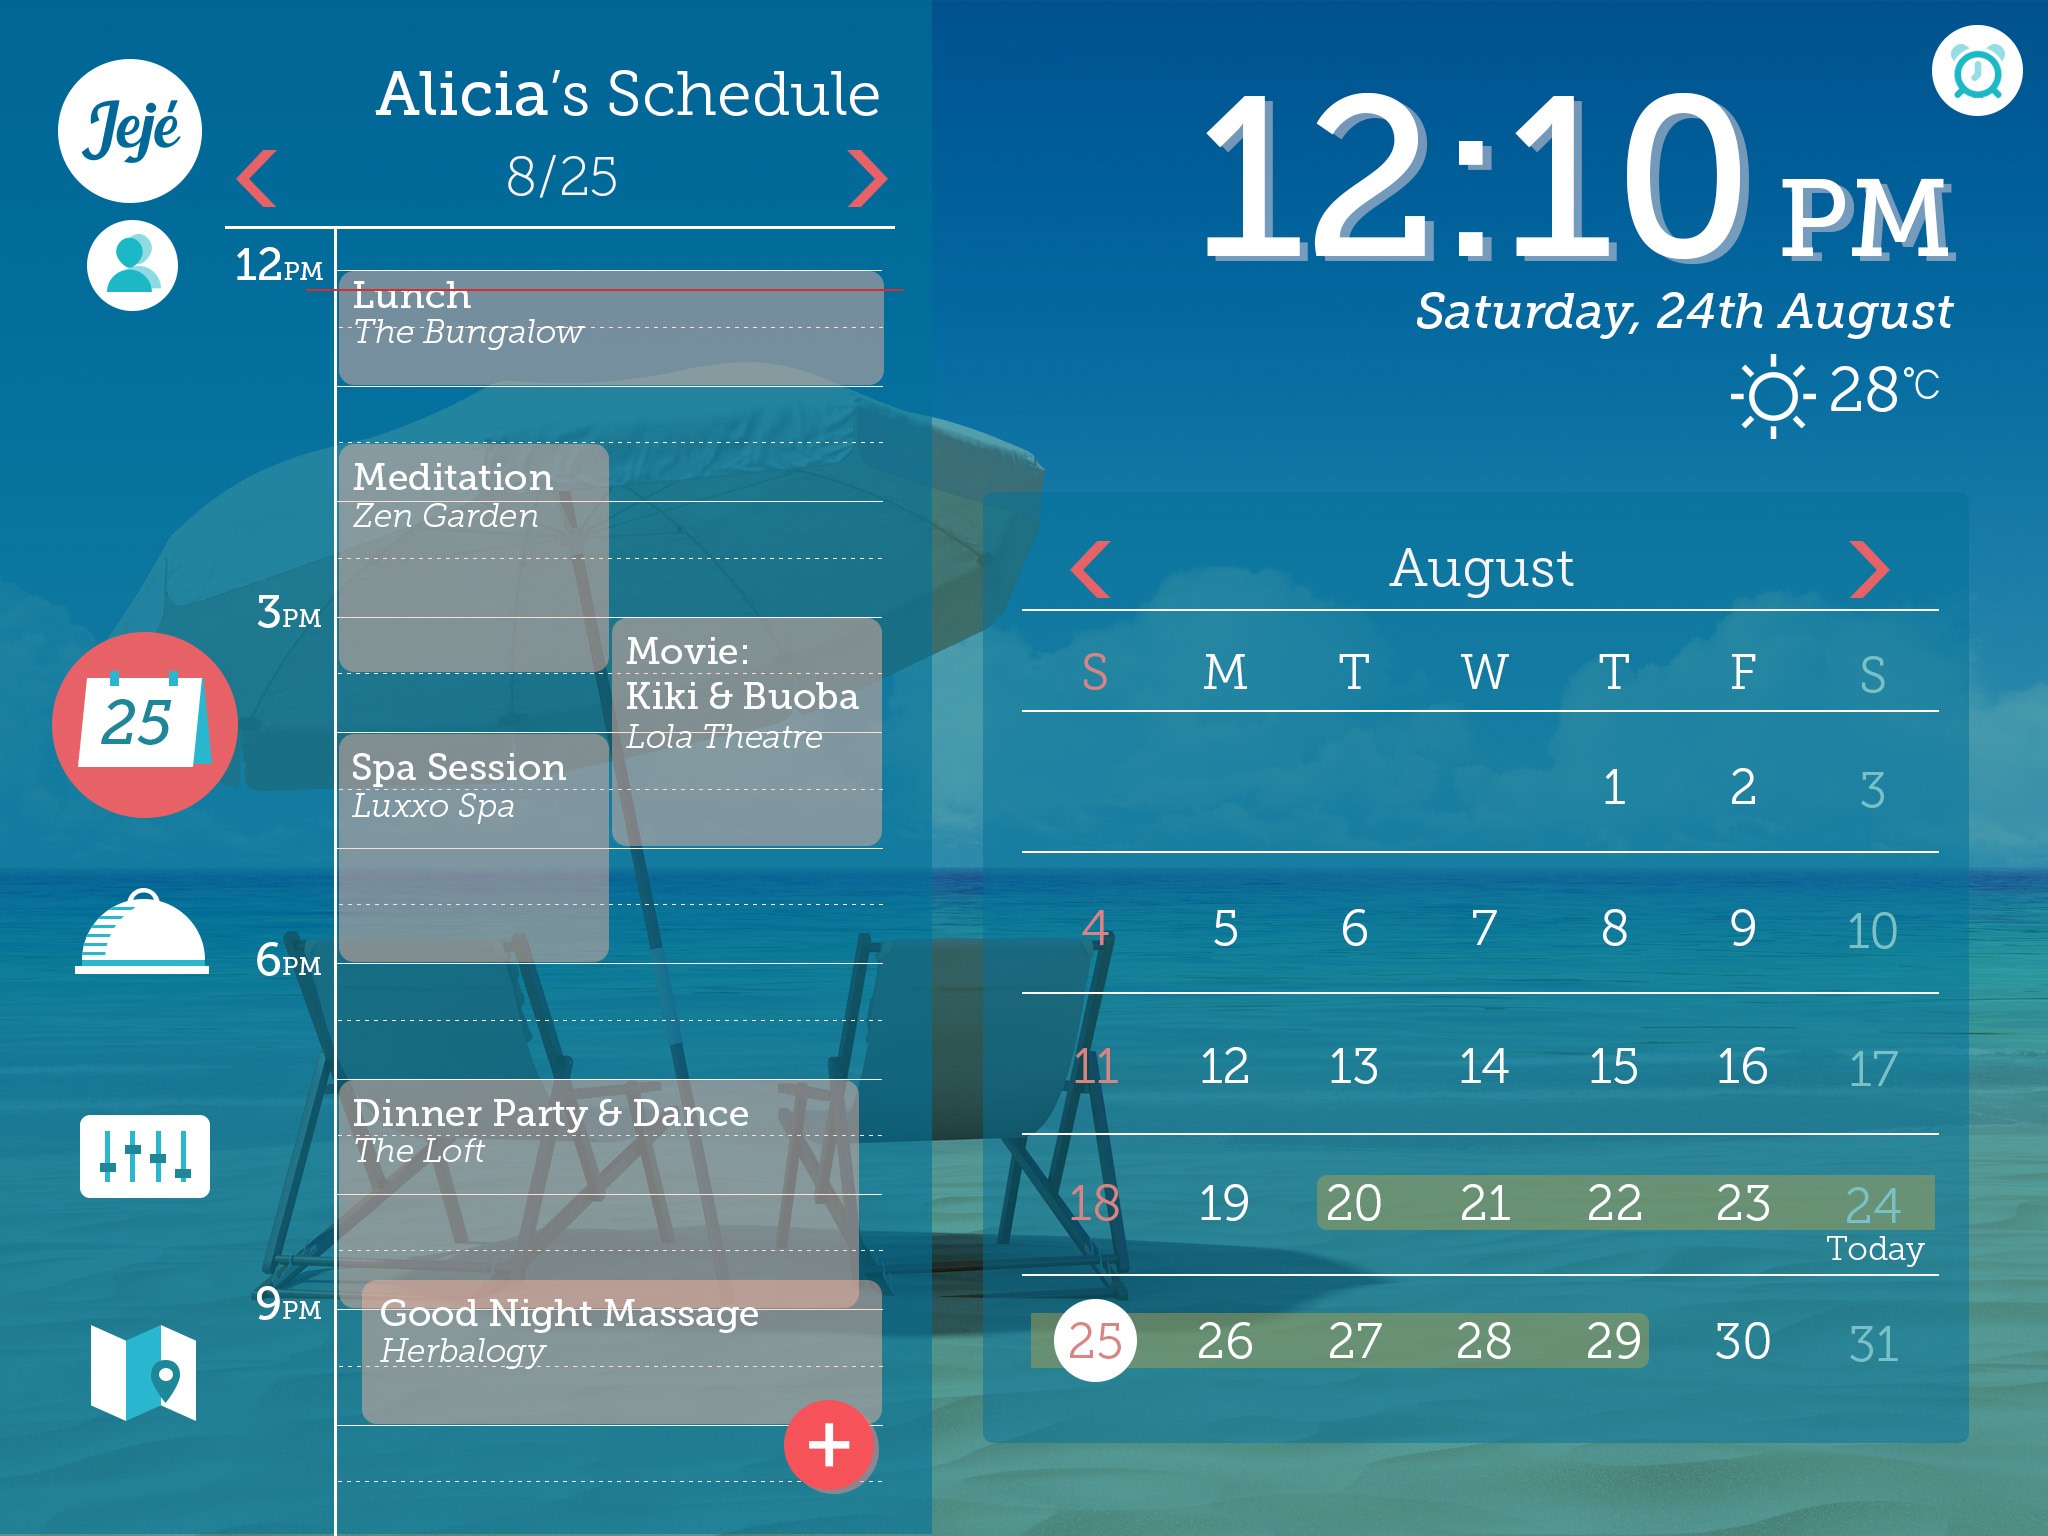 Jejé
Alicia's Schedule
8/25
12PM
Lunch
The Bungalow
Meditation
Zen Garden
3PM
Movie:
Kiki & Buoba
Lola Theatre
25
Spa Session
Luxxo Spa
6PM
Dinner Party & Dance
The Loft
9PM
Good Night Massage
Herbalogy
+
12:10 PM
Saturday, 24th August
28°C
August
S M T W T F S
1 2 3
4 5 6 7 8 9 10
11 12 13 14 15 16 17
18 19 20 21 22 23 24
Today
25 26 27 28 29 30 31